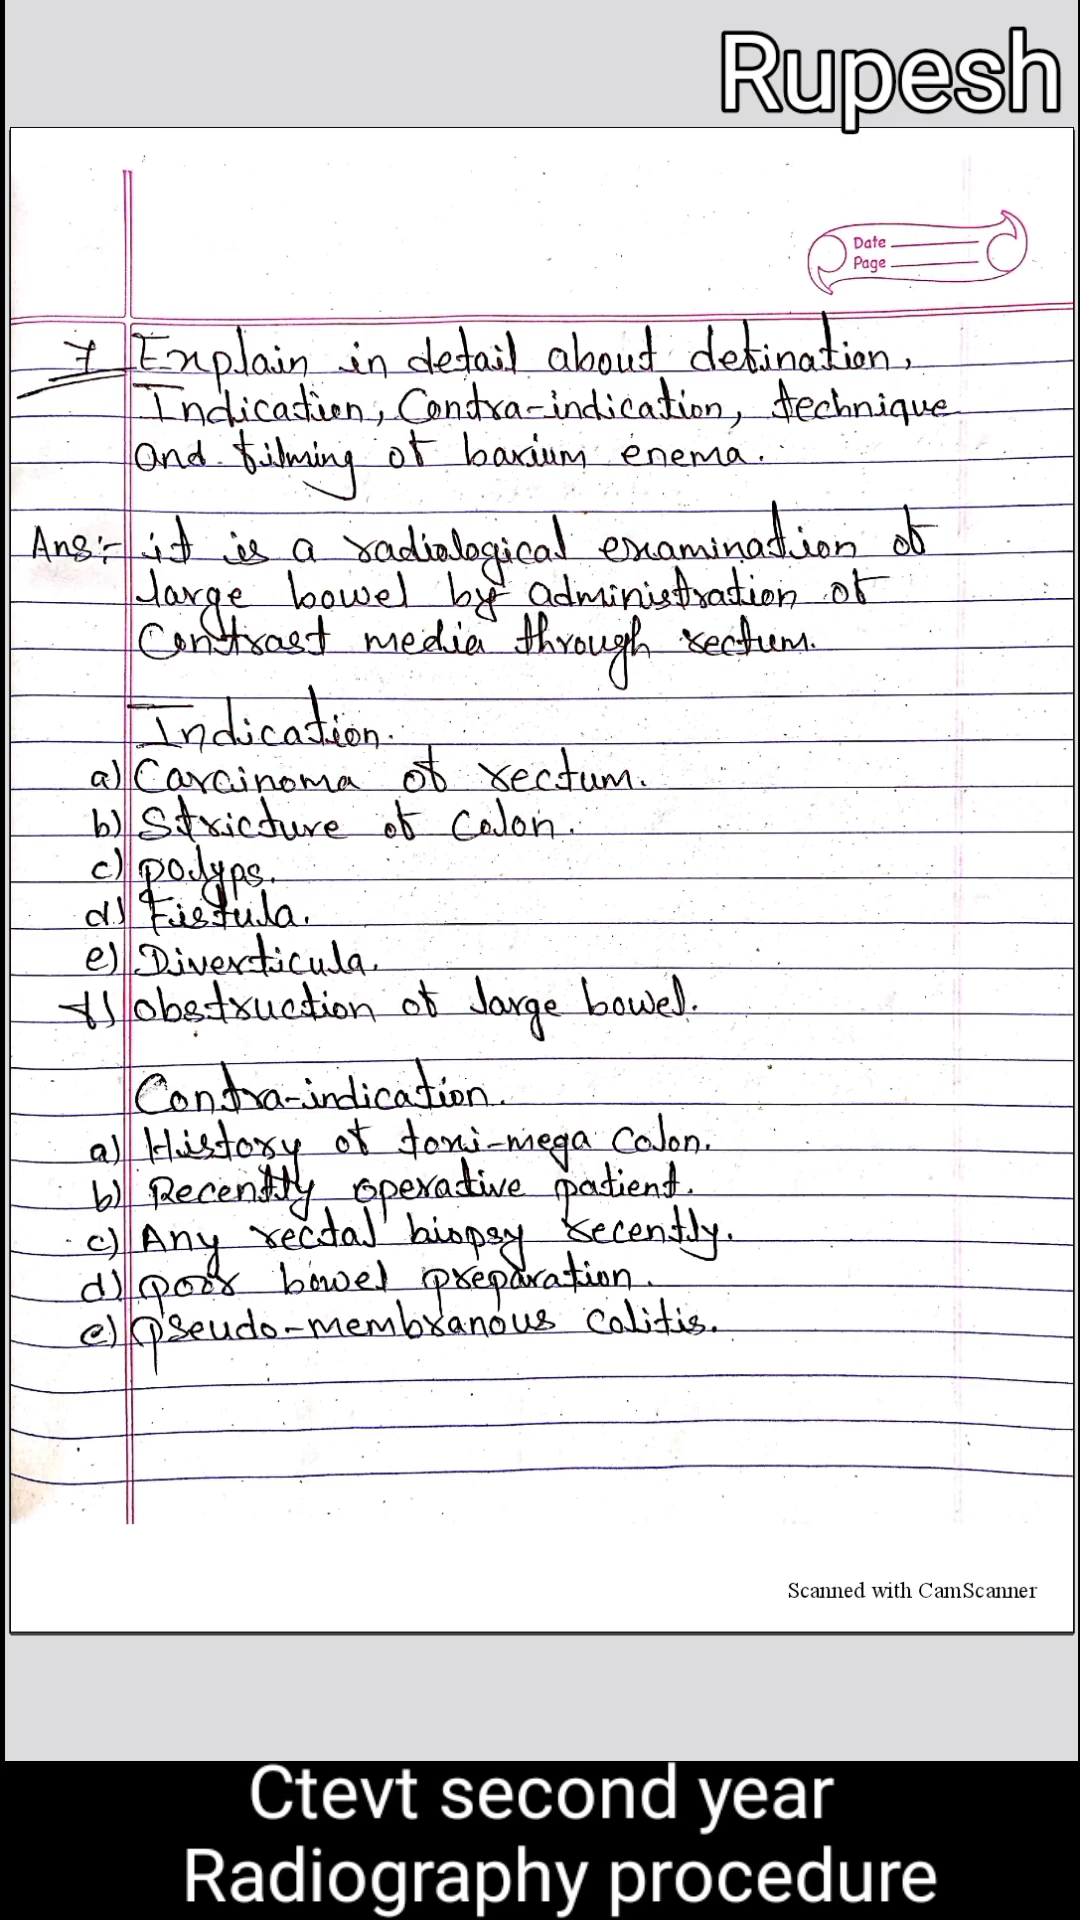 Rupesh
Date
Page
7 Explain in detail about defination,
Indication, Contra-indication, technique
and filming of barium enema.
Ans:- it is a radiological examination of
large bowel by administration of
Contrast media through rectum.
Indication.
a) Carcinoma of rectum.
b) Stricture of Colon.
c) polyps.
d) Fistula.
e) Diverticula.
f) obstruction of large bowel.
Contra-indication.
a) History of toxi-mega Colon.
b) Recently operative patient.
c) Any rectal biopsy recently.
d) poor bowel preparation.
e) pseudo-membranous Colitis.
Scanned with CamScanner
Ctevt second year
Radiography procedure